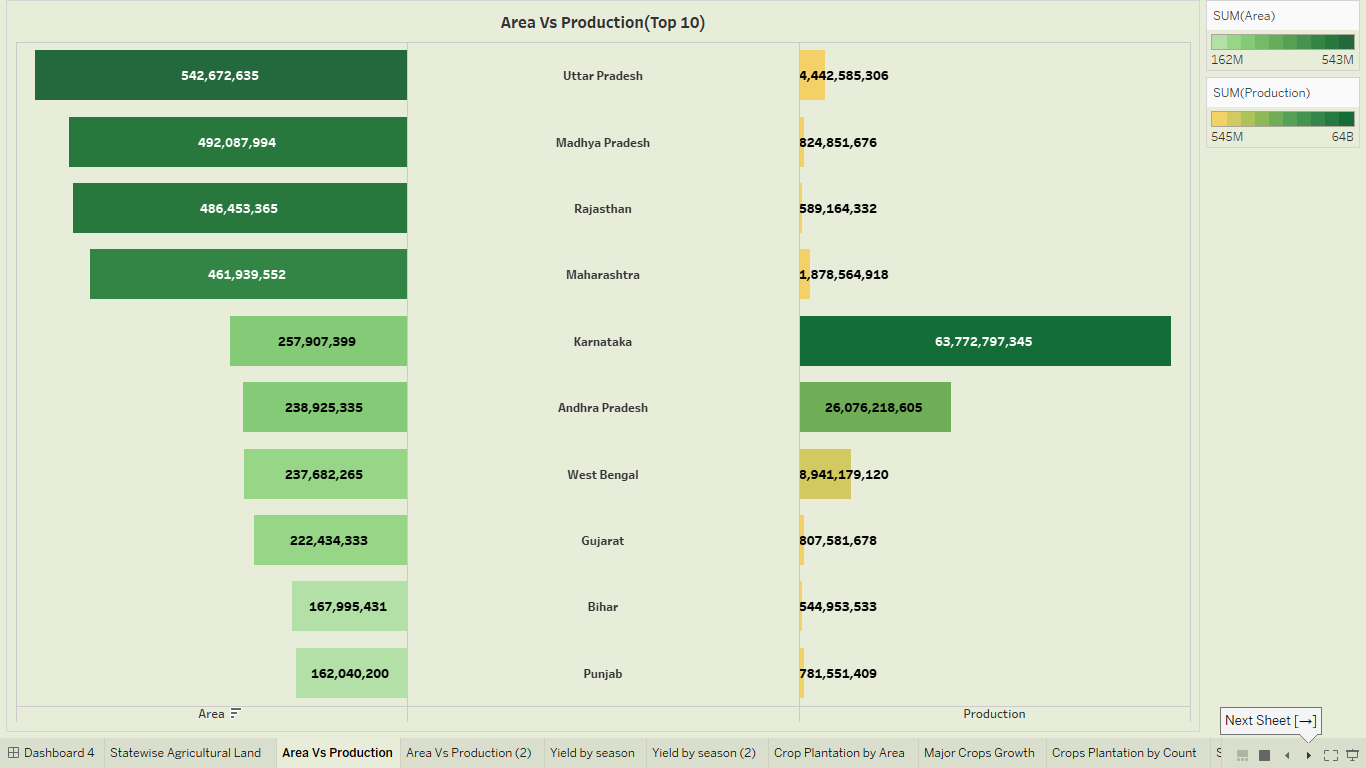 Area Vs Production(Top 10)
SUM(Area)
162M 543M
SUM(Production)
545M 64B
542,672,635 Uttar Pradesh 4,442,585,306
492,087,994 Madhya Pradesh 824,851,676
486,453,365 Rajasthan 589,164,332
461,939,552 Maharashtra 1,878,564,918
257,907,399 Karnataka 63,772,797,345
238,925,335 Andhra Pradesh 26,076,218,605
237,682,265 West Bengal 8,941,179,120
222,434,333 Gujarat 807,581,678
167,995,431 Bihar 544,953,533
162,040,200 Punjab 781,551,409
Area Production
Next Sheet [→]
Dashboard 4 Statewise Agricultural Land Area Vs Production Area Vs Production (2) Yield by season Yield by season (2) Crop Plantation by Area Major Crops Growth Crops Plantation by Count